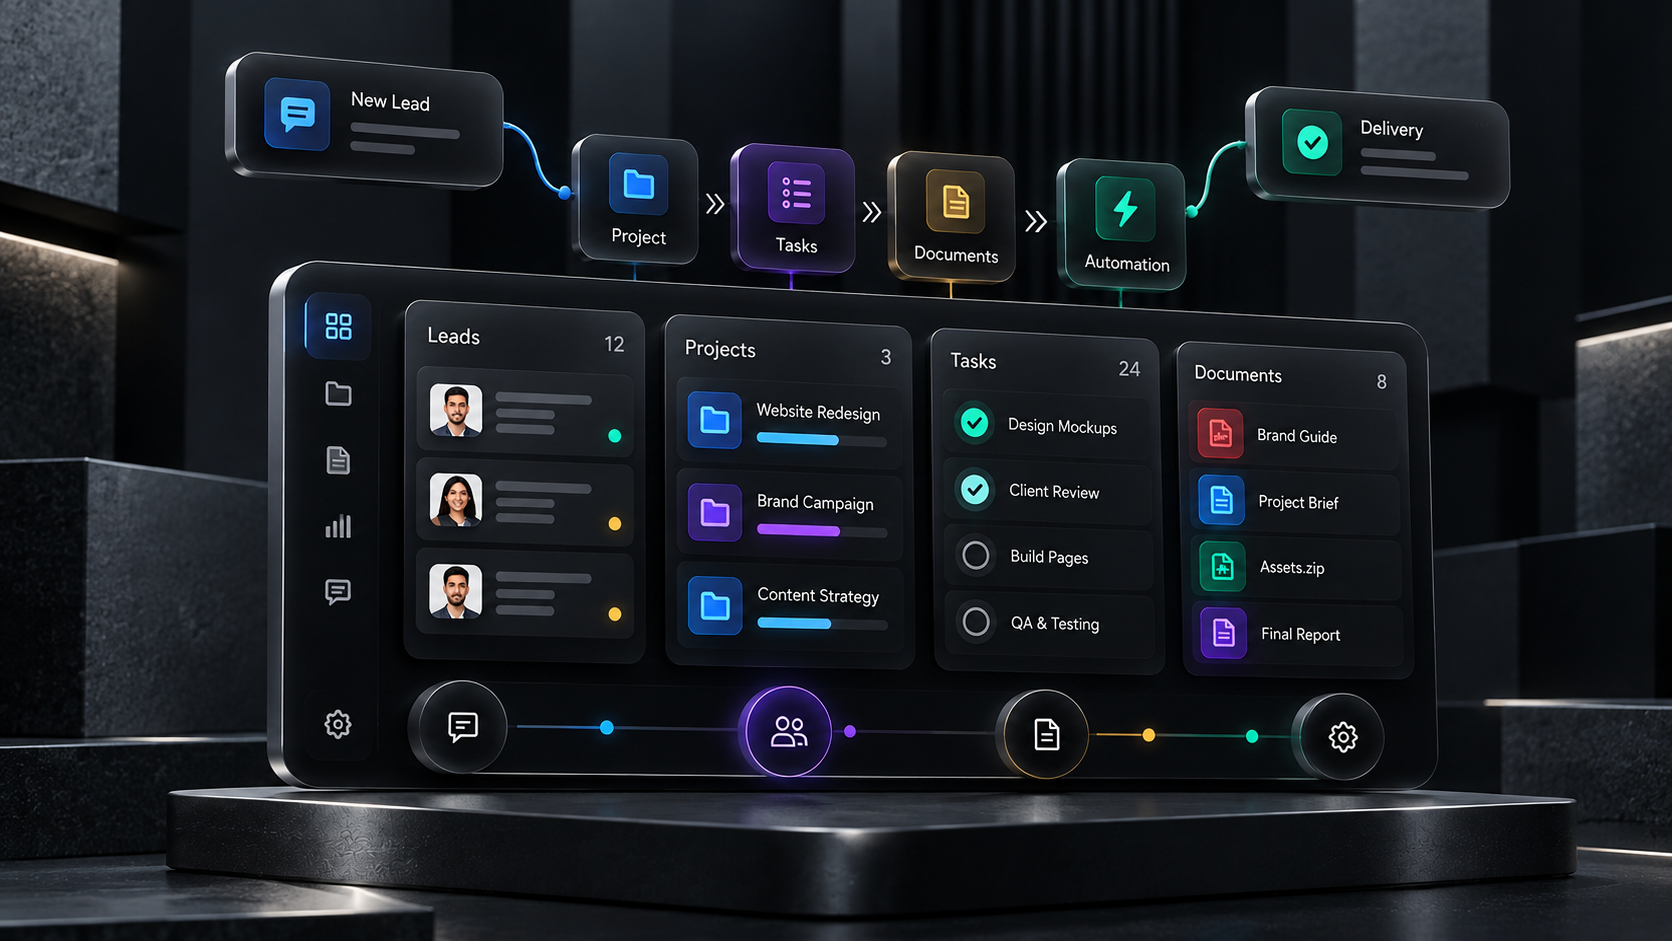 New Lead
Delivery
Project
Tasks
Documents
Automation
Leads
12
Projects
3
Website Redesign
Brand Campaign
Content Strategy
Tasks
24
Design Mockups
Client Review
Build Pages
QA & Testing
Documents
8
Brand Guide
Project Brief
Assets.zip
Final Report